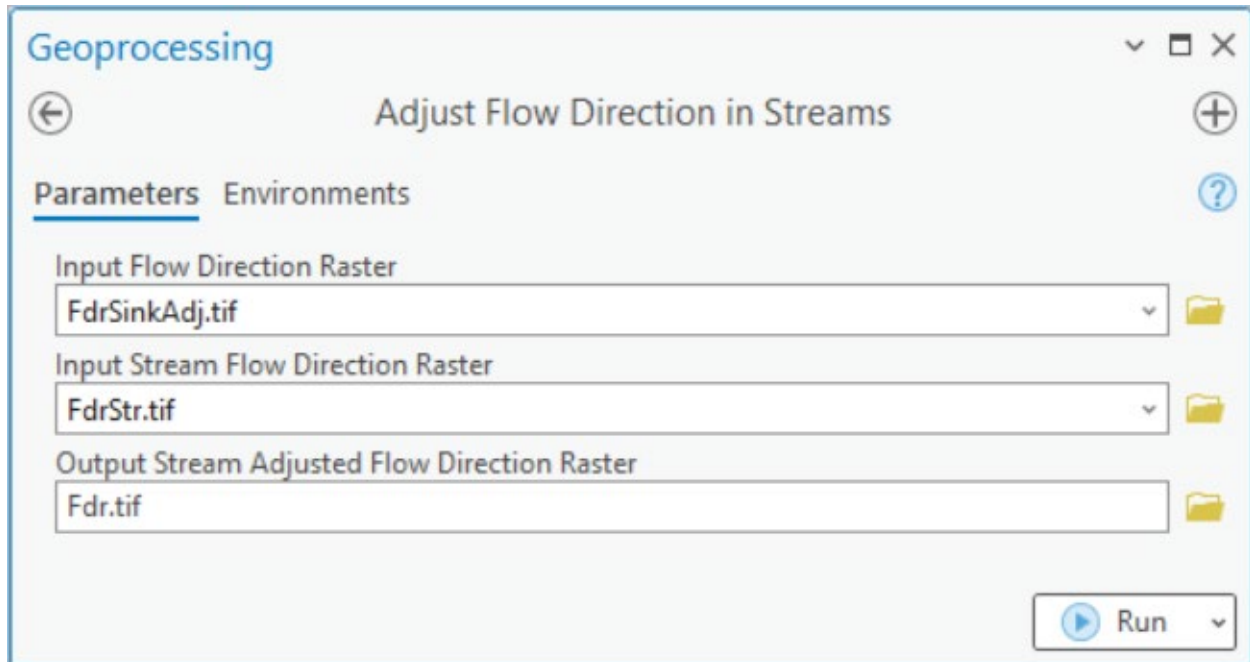 Geoprocessing
Adjust Flow Direction in Streams
Parameters Environments
Input Flow Direction Raster
FdrSinkAdj.tif
Input Stream Flow Direction Raster
FdrStr.tif
Output Stream Adjusted Flow Direction Raster
Fdr.tif
Run